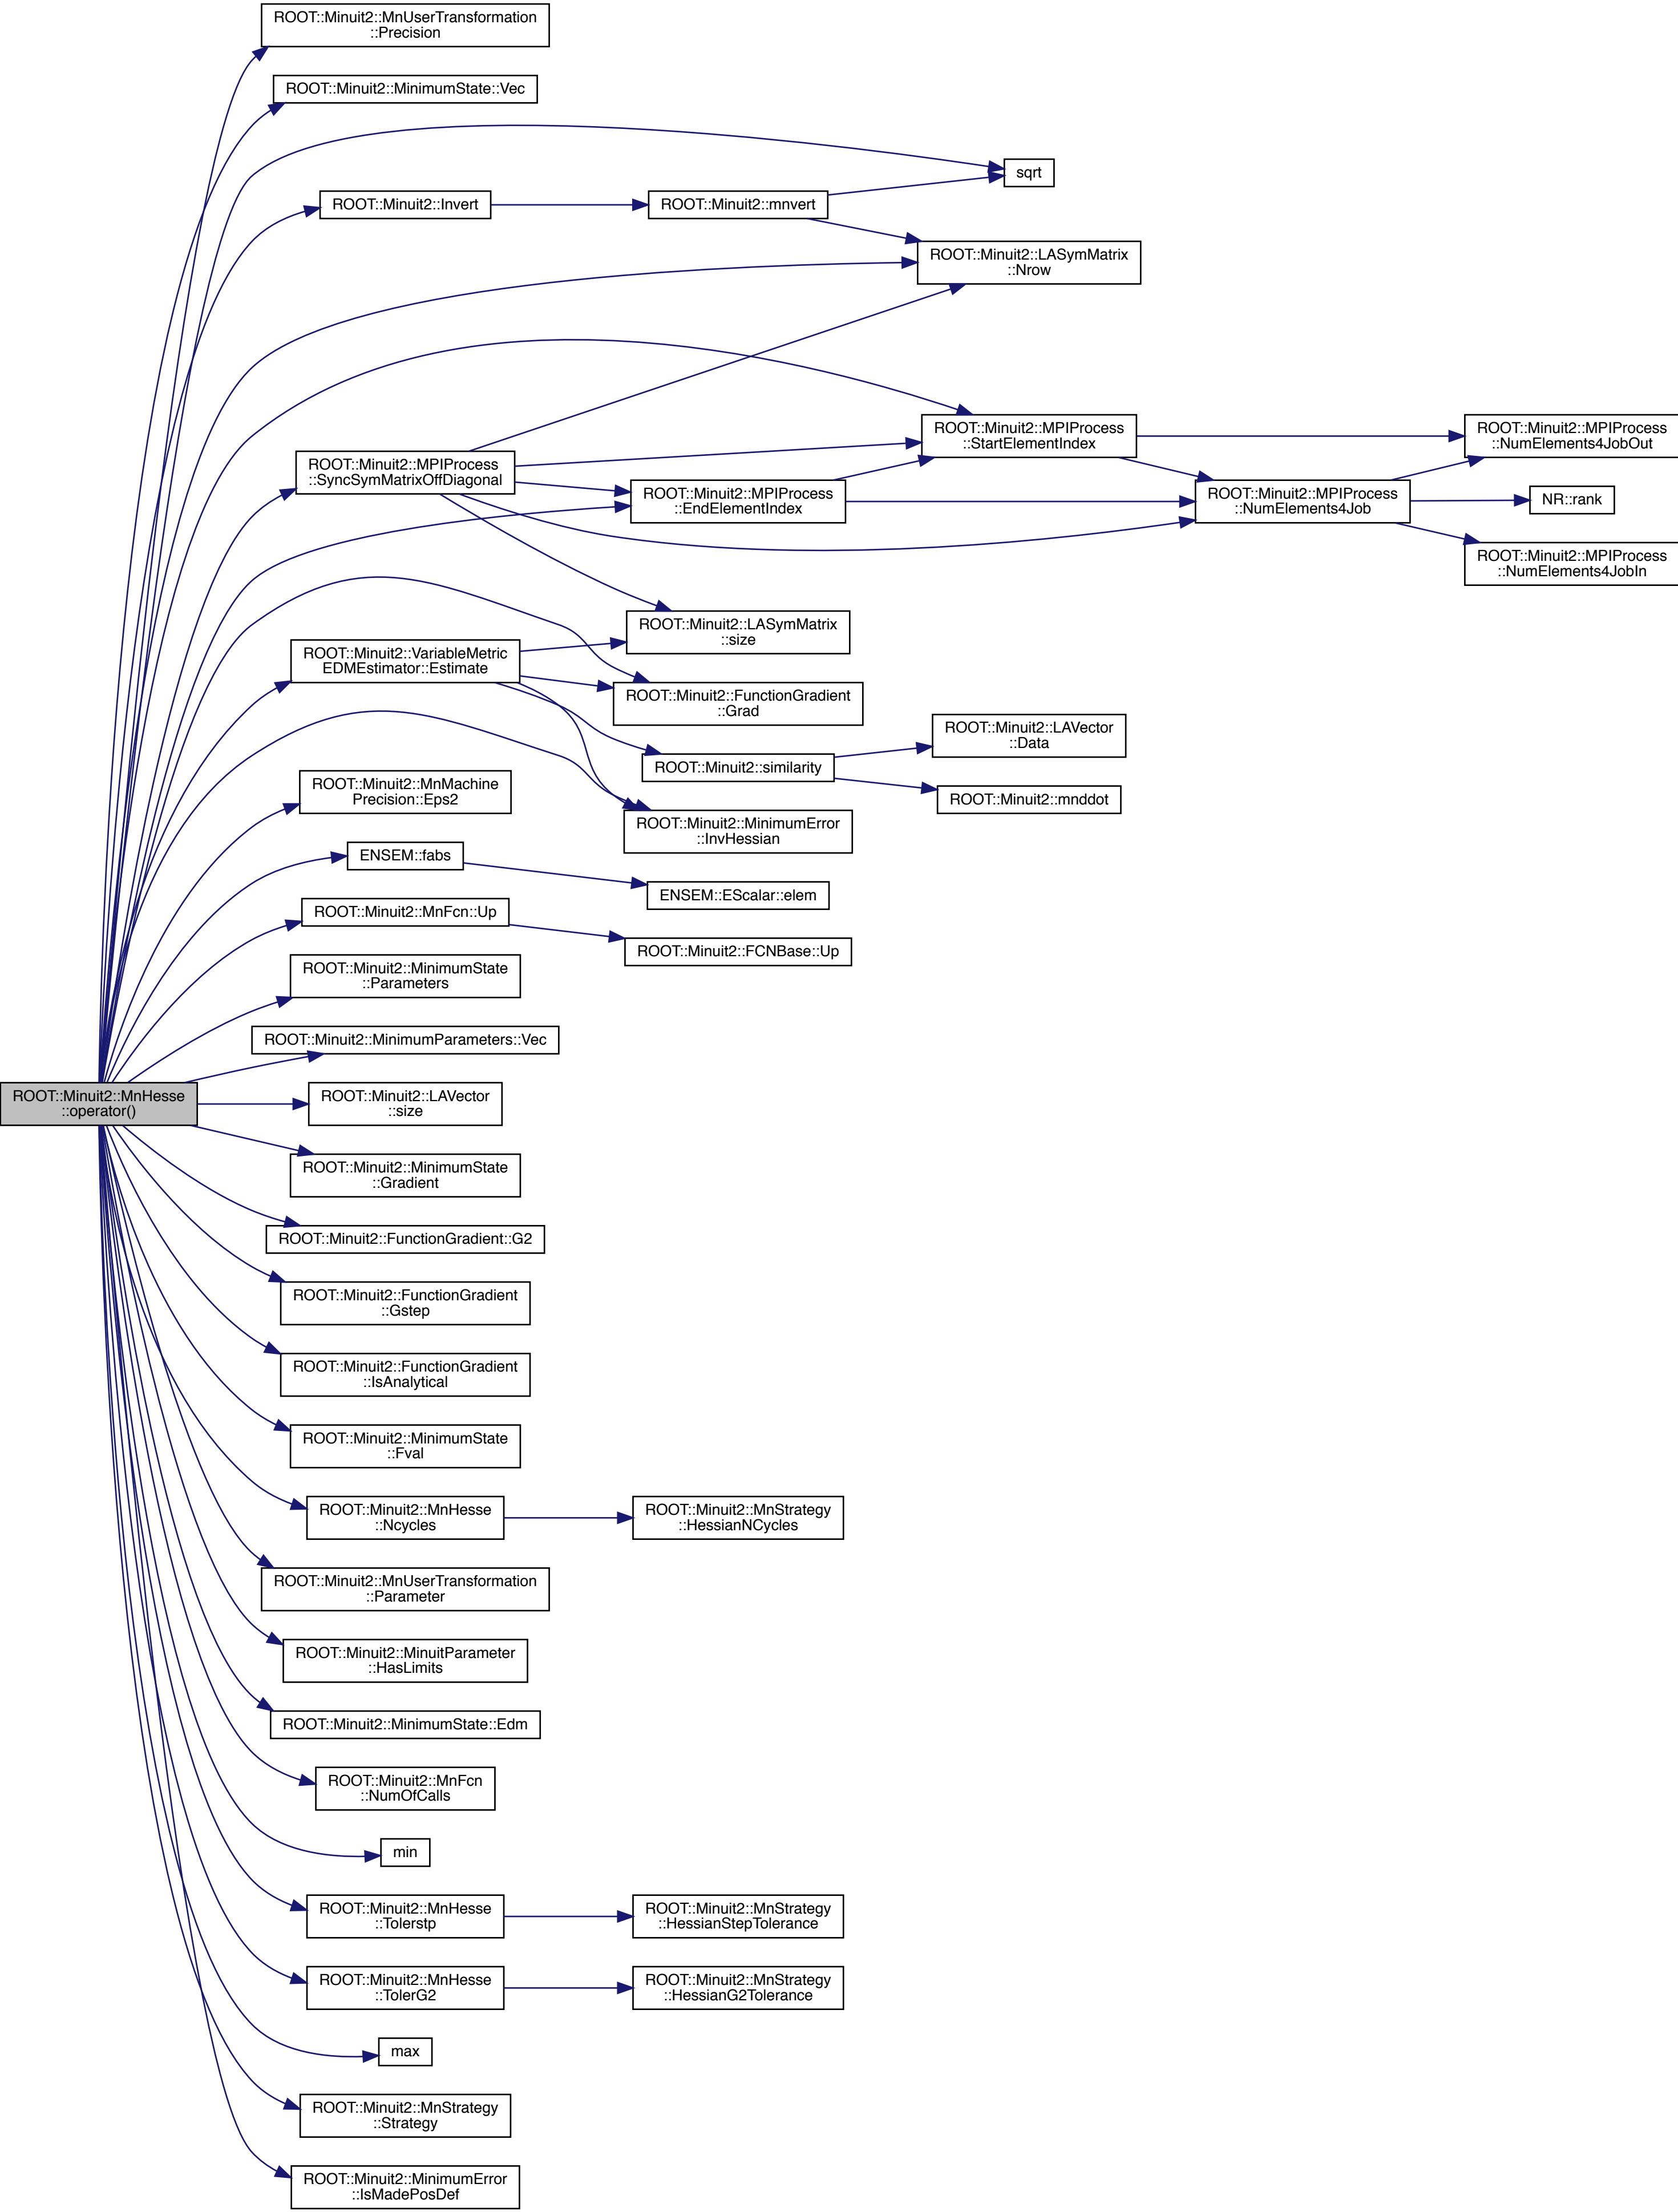 ROOT::Minuit2::MnUserTransformation
::Precision
ROOT::Minuit2::MinimumState::Vec
sqrt
ROOT::Minuit2::Invert
ROOT::Minuit2::mnvert
ROOT::Minuit2::LASymMatrix
::Nrow
ROOT::Minuit2::MPIProcess
::StartElementIndex
ROOT::Minuit2::MPIProcess
::NumElements4JobOut
ROOT::Minuit2::MPIProcess
::SyncSymMatrixOffDiagonal
ROOT::Minuit2::MPIProcess
::EndElementIndex
ROOT::Minuit2::MPIProcess
::NumElements4Job
NR::rank
ROOT::Minuit2::MPIProcess
::NumElements4JobIn
ROOT::Minuit2::LASymMatrix
::size
ROOT::Minuit2::VariableMetric
EDMEstimator::Estimate
ROOT::Minuit2::FunctionGradient
::Grad
ROOT::Minuit2::LAVector
::Data
ROOT::Minuit2::similarity
ROOT::Minuit2::MnMachine
Precision::Eps2
ROOT::Minuit2::mnddot
ROOT::Minuit2::MinimumError
::InvHessian
ENSEM::fabs
ENSEM::EScalar::elem
ROOT::Minuit2::MnFcn::Up
ROOT::Minuit2::FCNBase::Up
ROOT::Minuit2::MinimumState
::Parameters
ROOT::Minuit2::MinimumParameters::Vec
ROOT::Minuit2::MnHesse
::operator()
ROOT::Minuit2::LAVector
::size
ROOT::Minuit2::MinimumState
::Gradient
ROOT::Minuit2::FunctionGradient::G2
ROOT::Minuit2::FunctionGradient
::Gstep
ROOT::Minuit2::FunctionGradient
::IsAnalytical
ROOT::Minuit2::MinimumState
::Fval
ROOT::Minuit2::MnHesse
::Ncycles
ROOT::Minuit2::MnStrategy
::HessianNCycles
ROOT::Minuit2::MnUserTransformation
::Parameter
ROOT::Minuit2::MinuitParameter
::HasLimits
ROOT::Minuit2::MinimumState::Edm
ROOT::Minuit2::MnFcn
::NumOfCalls
min
ROOT::Minuit2::MnHesse
::Tolerstp
ROOT::Minuit2::MnStrategy
::HessianStepTolerance
ROOT::Minuit2::MnHesse
::TolerG2
ROOT::Minuit2::MnStrategy
::HessianG2Tolerance
max
ROOT::Minuit2::MnStrategy
::Strategy
ROOT::Minuit2::MinimumError
::IsMadePosDef